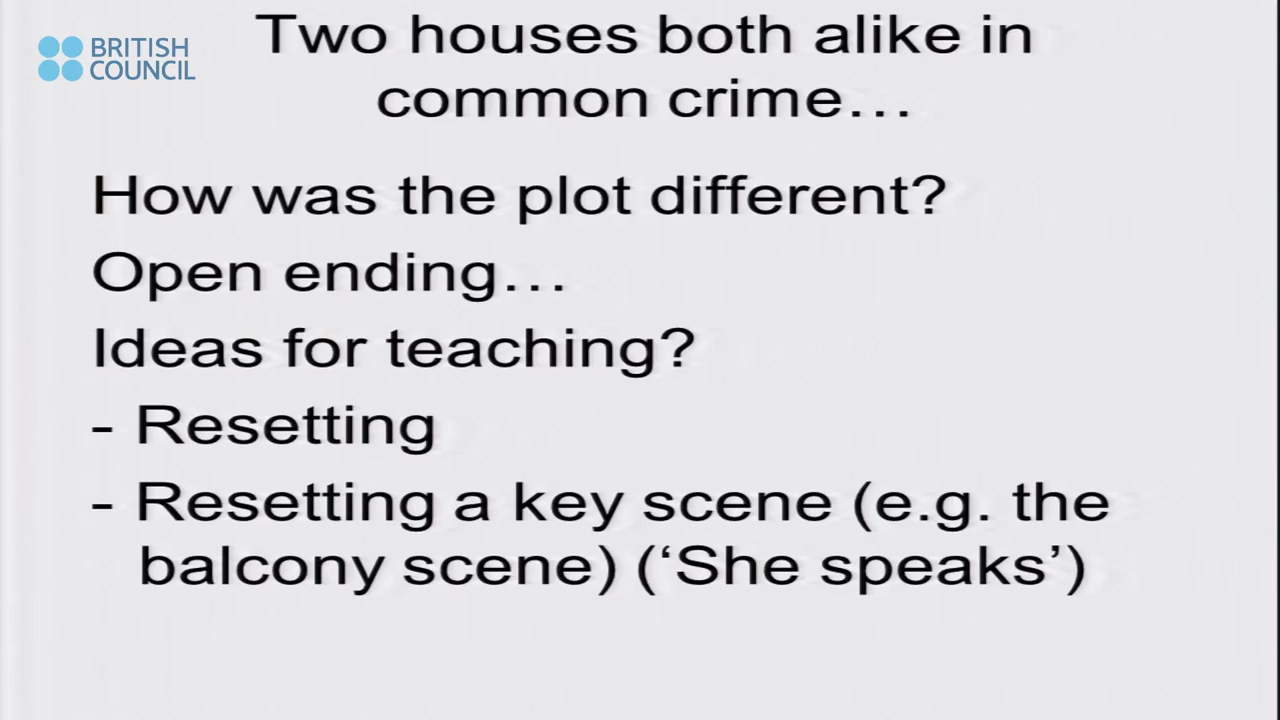 BRITISH
COUNCIL
Two houses both alike in
common crime…
How was the plot different?
Open ending…
Ideas for teaching?
- Resetting
- Resetting a key scene (e.g. the
balcony scene) (‘She speaks’)